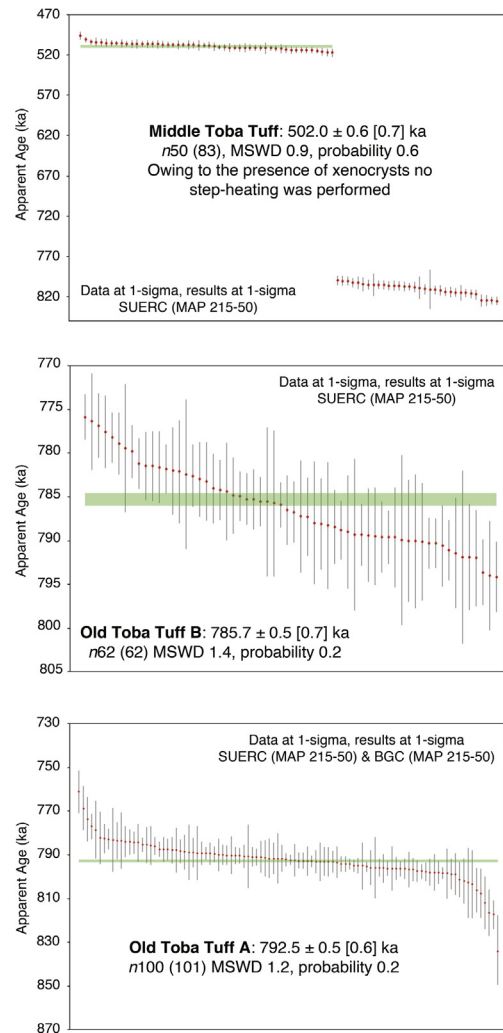 470
520
570
620
670
720
770
820
Apparent Age (ka)
Middle Toba Tuff: 502.0 ± 0.6 [0.7] ka
n50 (83), MSWD 0.9, probability 0.6
Owing to the presence of xenocrysts no
step-heating was performed
Data at 1-sigma, results at 1-sigma
SUERC (MAP 215-50)
770
775
780
785
790
795
800
805
Apparent Age (ka)
Data at 1-sigma, results at 1-sigma
SUERC (MAP 215-50)
Old Toba Tuff B: 785.7 ± 0.5 [0.7] ka
n62 (62) MSWD 1.4, probability 0.2
730
750
770
790
810
830
850
870
Apparent Age (ka)
Data at 1-sigma, results at 1-sigma
SUERC (MAP 215-50) & BGC (MAP 215-50)
Old Toba Tuff A: 792.5 ± 0.5 [0.6] ka
n100 (101) MSWD 1.2, probability 0.2